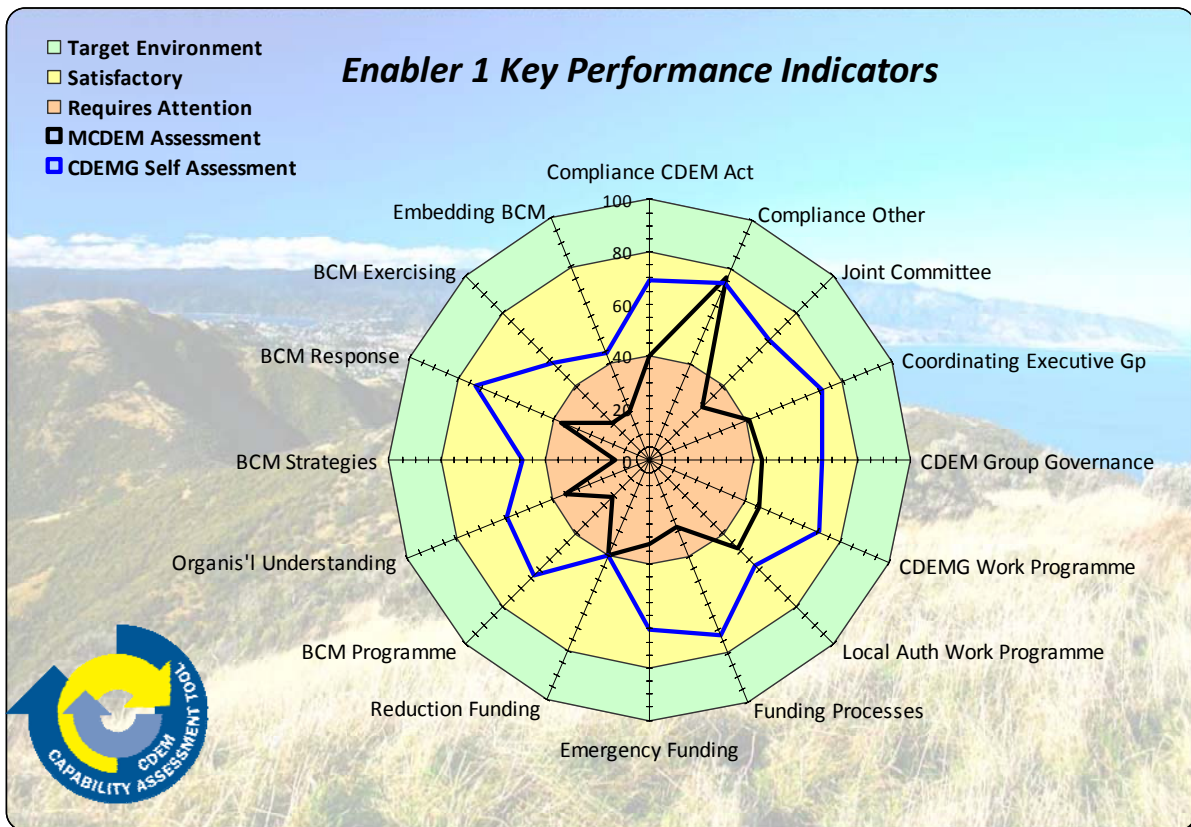 Target Environment
Satisfactory
Requires Attention
MCDEM Assessment
CDEMG Self Assessment
Enabler 1 Key Performance Indicators
Compliance CDEM Act
Compliance Other
Joint Committee
Coordinating Executive Gp
CDEM Group Governance
CDEMG Work Programme
Local Auth Work Programme
Funding Processes
Emergency Funding
Reduction Funding
BCM Programme
Organis'l Understanding
BCM Strategies
BCM Response
BCM Exercising
Embedding BCM
100
80
60
40
20
0
CDEM
CAPABILITY ASSESSMENT TOOL